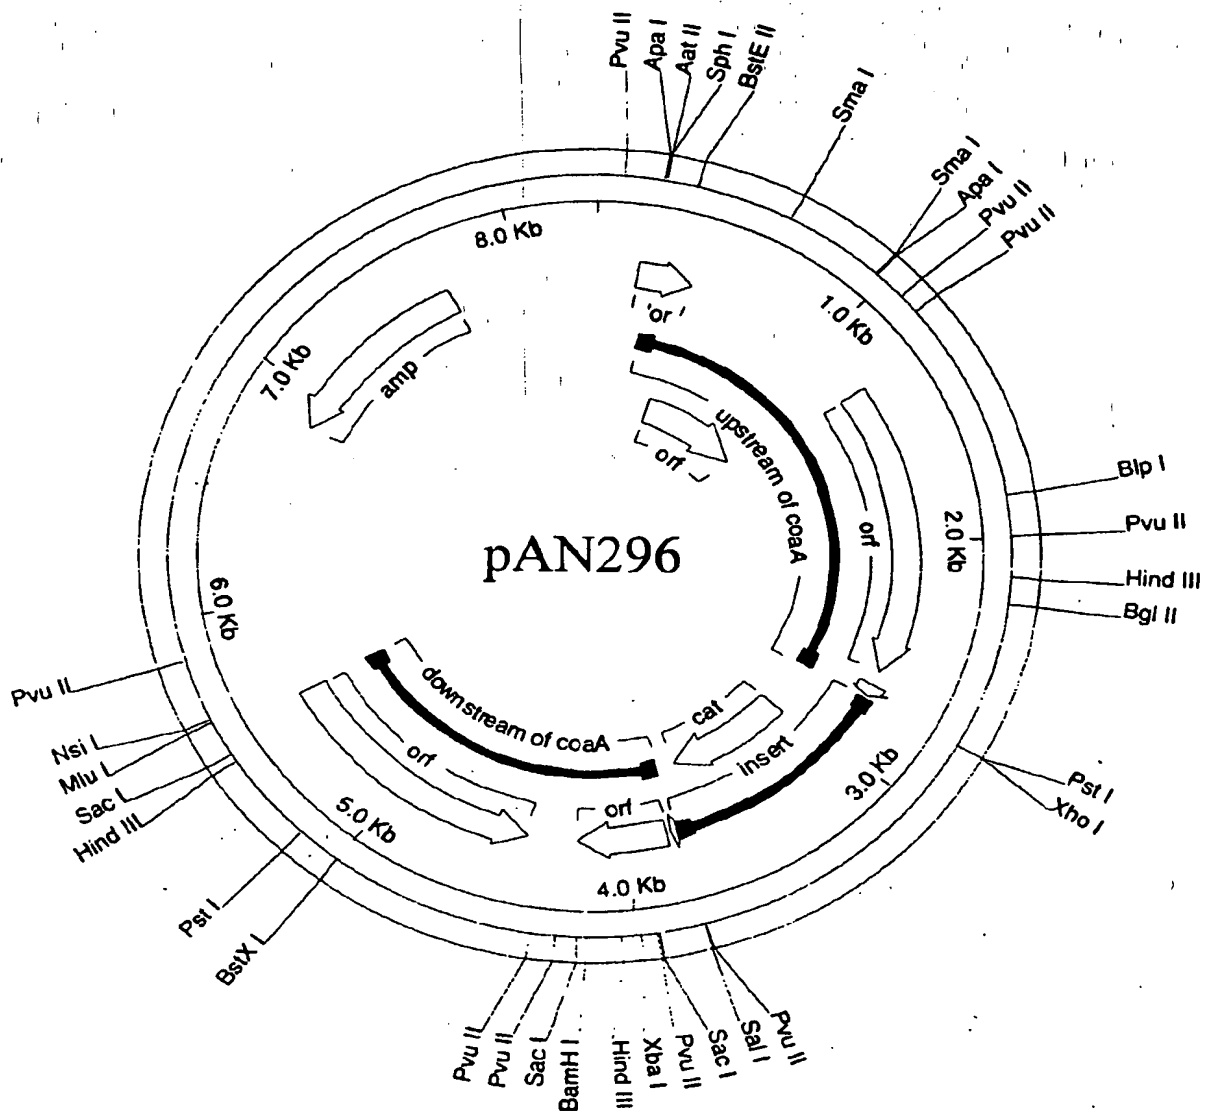 Pvu II
Apa I
Aat II
Sph I
BstE II
Sma I
Sma I
Apa I
Pvu II
Pvu II
Blp I
Pvu II
Hind III
Bgl II
Pst I
Xho I
Pvu II
Sal I
Sac I
Pvu II
Xba I
Hind III
BamH I
Sac I
Pvu II
Pvu II
BstX I
Pst I
Hind III
Sac I
Mlu I
Nsi I
Pvu II
8.0 Kb
1.0 Kb
2.0 Kb
3.0 Kb
4.0 Kb
5.0 Kb
6.0 Kb
7.0 Kb
'or'
upstream of coaA
orf
orf
amp
pAN296
cat
insert
downstream of coaA
orf
orf